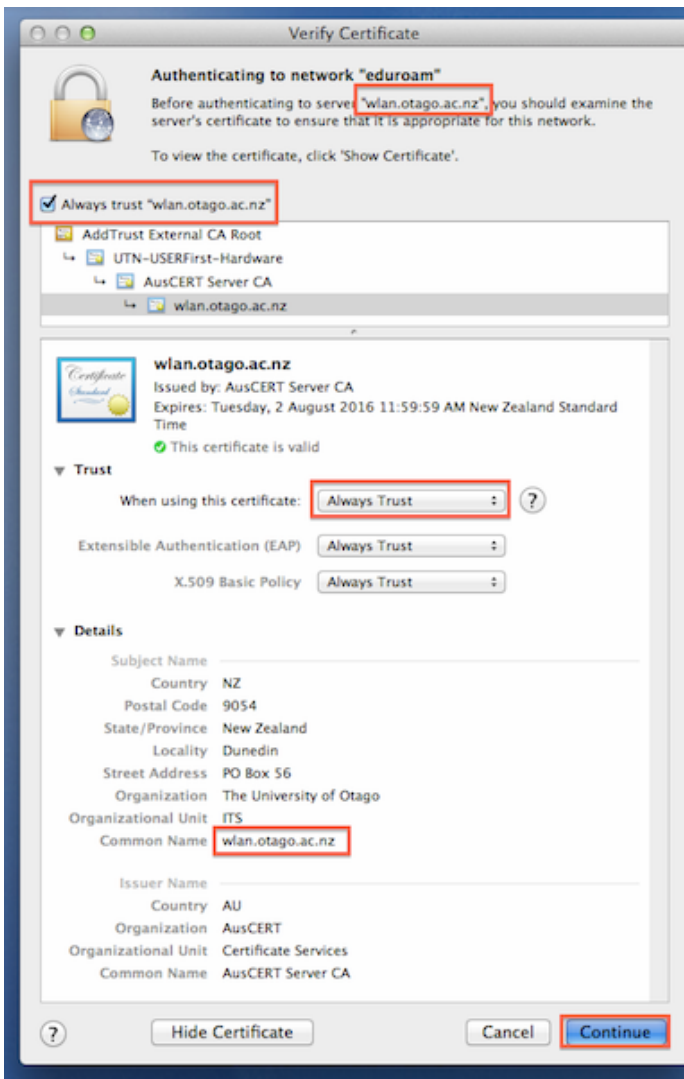 Verify Certificate
Authenticating to network "eduroam"
Before authenticating to server "wlan.otago.ac.nz", you should examine the
server's certificate to ensure that it is appropriate for this network.
To view the certificate, click 'Show Certificate'.
Always trust "wlan.otago.ac.nz"
AddTrust External CA Root
UTN-USERFirst-Hardware
AusCERT Server CA
wlan.otago.ac.nz
Certificate
Standard
wlan.otago.ac.nz
Issued by: AusCERT Server CA
Expires: Tuesday, 2 August 2016 11:59:59 AM New Zealand Standard
Time
This certificate is valid
Trust
When using this certificate: Always Trust ?
Extensible Authentication (EAP) Always Trust
X.509 Basic Policy Always Trust
Details
Subject Name
Country NZ
Postal Code 9054
State/Province New Zealand
Locality Dunedin
Street Address PO Box 56
Organization The University of Otago
Organizational Unit ITS
Common Name wlan.otago.ac.nz
Issuer Name
Country AU
Organization AusCERT
Organizational Unit Certificate Services
Common Name AusCERT Server CA
? Hide Certificate Cancel Continue